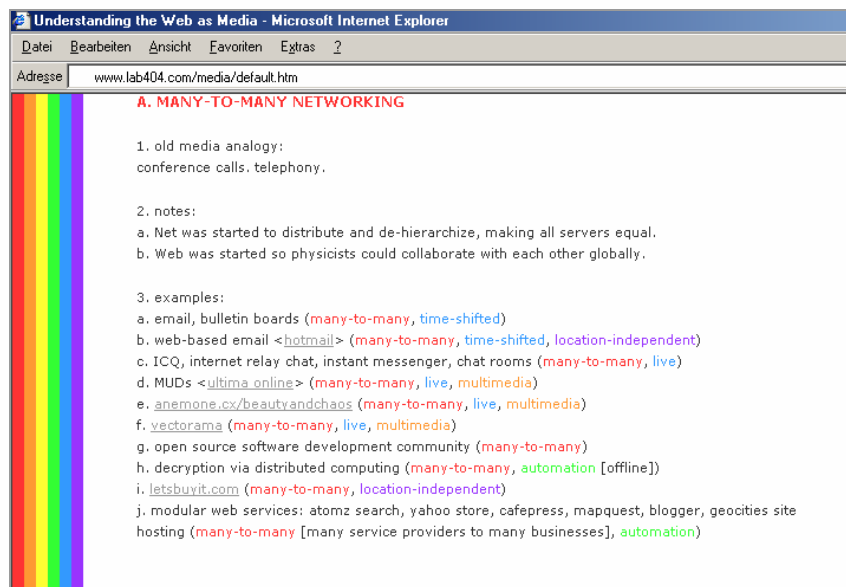 Understanding the Web as Media - Microsoft Internet Explorer
Datei Bearbeiten Ansicht Favoriten Extras ?
Adresse www.lab404.com/media/default.htm
A. MANY-TO-MANY NETWORKING
1. old media analogy:
conference calls. telephony.
2. notes:
a. Net was started to distribute and de-hierarchize, making all servers equal.
b. Web was started so physicists could collaborate with each other globally.
3. examples:
a. email, bulletin boards (many-to-many, time-shifted)
b. web-based email <hotmail> (many-to-many, time-shifted, location-independent)
c. ICQ, internet relay chat, instant messenger, chat rooms (many-to-many, live)
d. MUDs <ultima online> (many-to-many, live, multimedia)
e. anemone.cx/beautyandchaos (many-to-many, live, multimedia)
f. vectorama (many-to-many, live, multimedia)
g. open source software development community (many-to-many)
h. decryption via distributed computing (many-to-many, automation [offline])
i. letsbuyit.com (many-to-many, location-independent)
j. modular web services: atomz search, yahoo store, cafepress, mapquest, blogger, geocities site
hosting (many-to-many [many service providers to many businesses], automation)